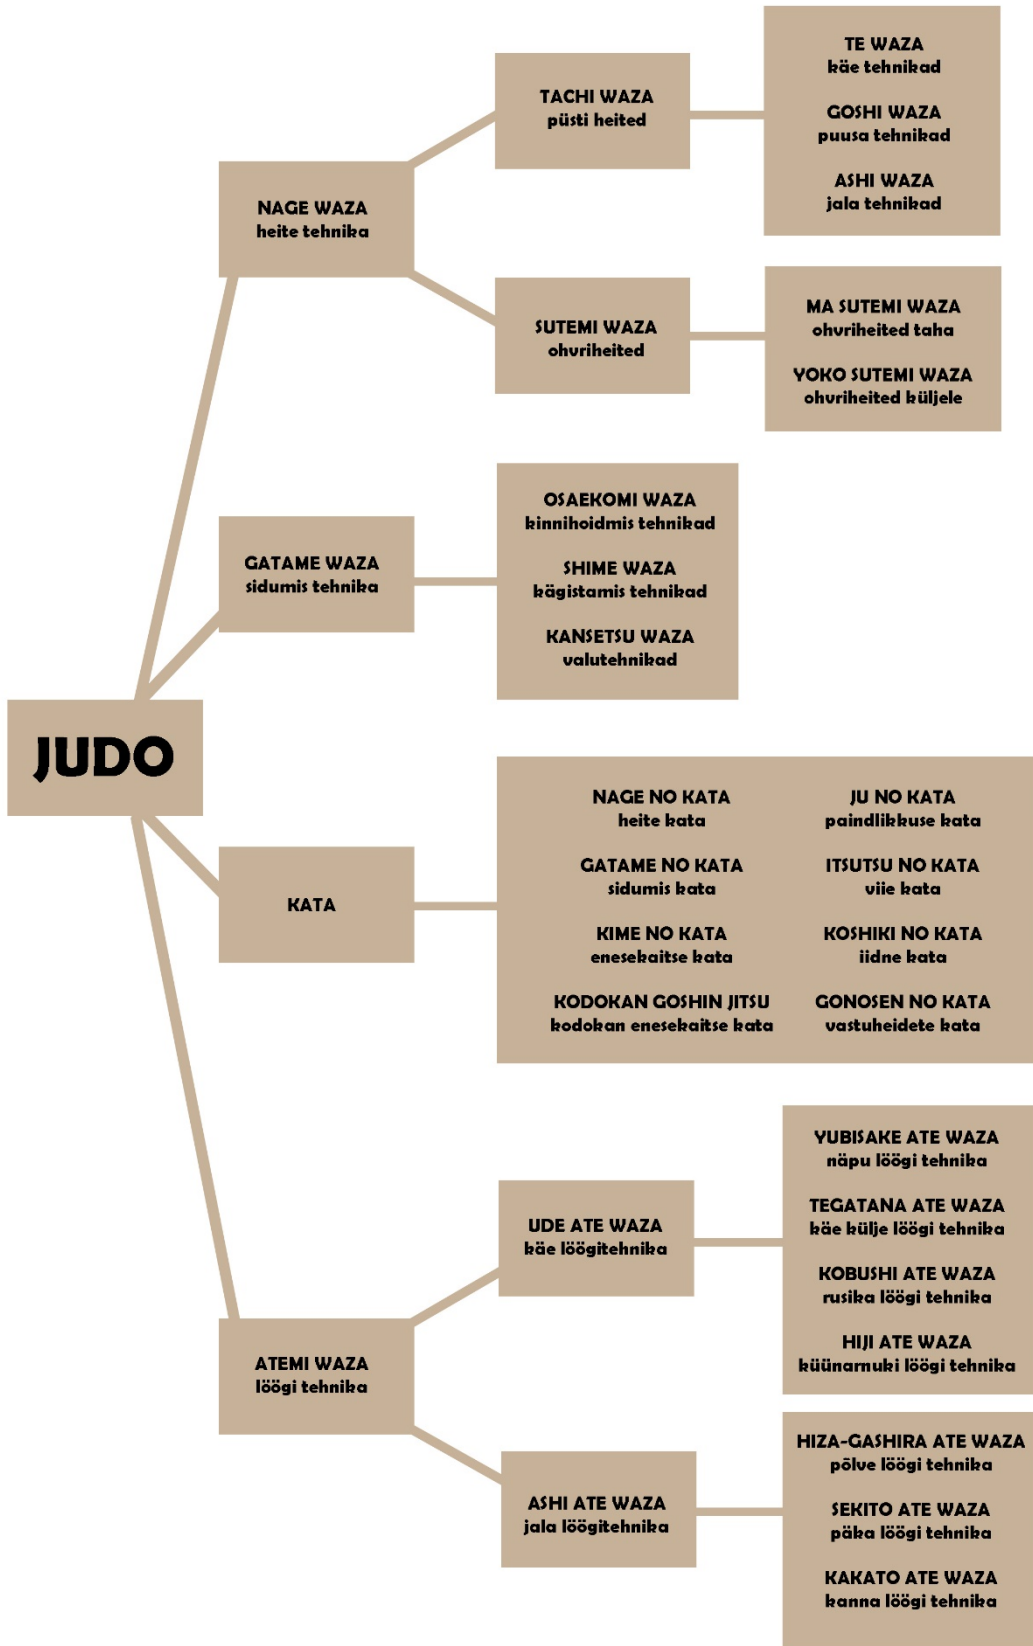 JUDO
NAGE WAZA
heite tehnika
TACHI WAZA
püsti heited
TE WAZA
käe tehnikad
GOSHI WAZA
puusa tehnikad
ASHI WAZA
jala tehnikad
SUTEMI WAZA
ohvriheited
MA SUTEMI WAZA
ohvriheited taha
YOKO SUTEMI WAZA
ohvriheited küljele
GATAME WAZA
sidumis tehnika
OSAEKOMI WAZA
kinnihoidmis tehnikad
SHIME WAZA
kägistamis tehnikad
KANSETSU WAZA
valutehnikad
KATA
NAGE NO KATA
heite kata
GATAME NO KATA
sidumis kata
KIME NO KATA
enesekaitse kata
KODOKAN GOSHIN JITSU
kodokan enesekaitse kata
JU NO KATA
paindlikkuse kata
ITSUTSU NO KATA
viie kata
KOSHIKI NO KATA
iidne kata
GONOSEN NO KATA
vastuheidete kata
ATEMI WAZA
löögi tehnika
UDE ATE WAZA
käe löögitehnika
YUBISAKE ATE WAZA
näpu löögi tehnika
TEGATANA ATE WAZA
käe külje löögi tehnika
KOBUSHI ATE WAZA
rusika löögi tehnika
HIJI ATE WAZA
küünarnuki löögi tehnika
ASHI ATE WAZA
jala löögitehnika
HIZA-GASHIRA ATE WAZA
põlve löögi tehnika
SEKITO ATE WAZA
päka löögi tehnika
KAKATO ATE WAZA
kanna löögi tehnika